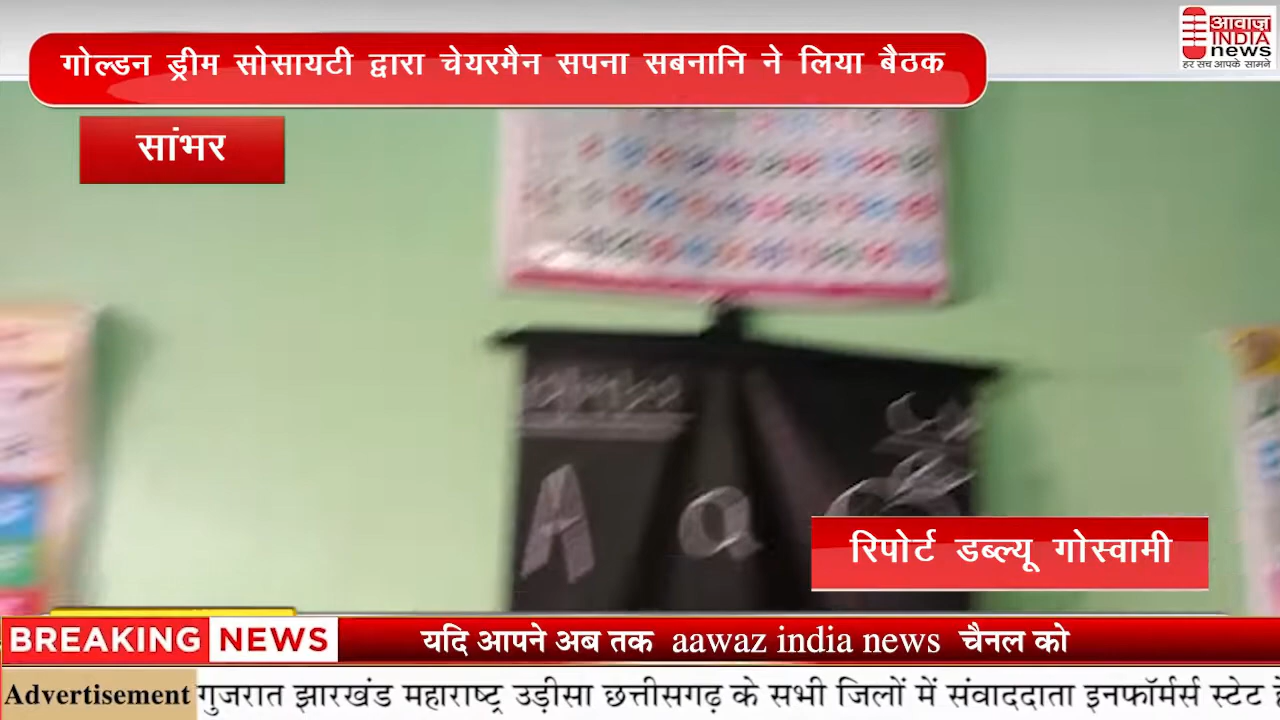 आवाज़
INDIA
news
हर सच आपके सामने
गोल्डन ड्रीम सोसायटी द्वारा चेयरमैन सपना सबनानि ने लिया बैठक
सांभर
A a
रिपोर्ट डब्ल्यू गोस्वामी
BREAKING NEWS
यदि आपने अब तक aawaz india news चैनल को
Advertisement
गुजरात झारखंड महाराष्ट्र उड़ीसा छत्तीसगढ़ के सभी जिलों में संवाददाता इनफॉर्मर्स स्टेट